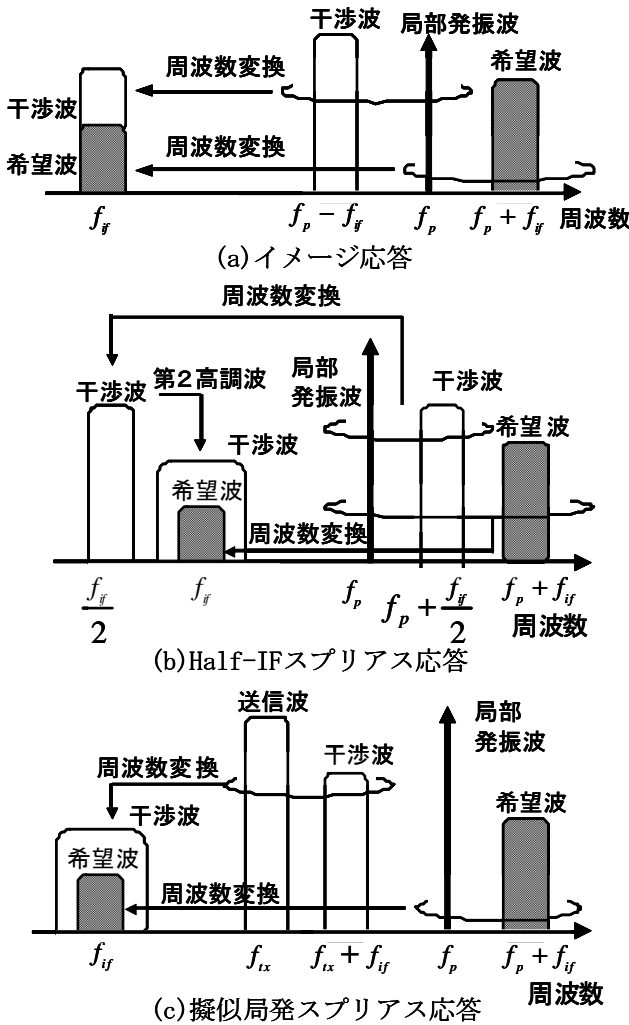 干渉波
局部発振波
希望波
周波数変換
干渉波
周波数変換
希望波
f_if
f_p − f_if
f_p
f_p + f_if
周波数
(a)イメージ応答
周波数変換
局部
発振波
干渉波
第２高調波
干渉波
希望波
干渉波
希望波
周波数変換
f_if/2
f_if
f_p
f_p + f_if/2
f_p + f_if
周波数
(b)Half-IFスプリアス応答
送信波
局部
発振波
干渉波
周波数変換
希望波
干渉波
希望波
周波数変換
f_if
f_tx
f_tx + f_if
f_p
f_p + f_if
周波数
(c)擬似局発スプリアス応答